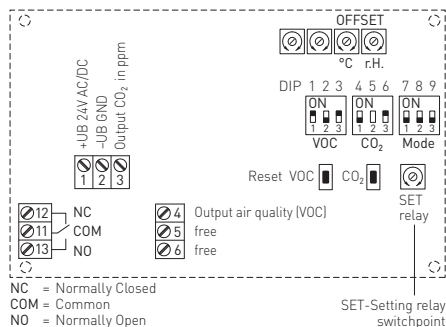 OFFSET
°C r.H.
+UB 24V AC/DC
–UB GND
Output CO₂ in ppm
DIP 1 2 3 4 5 6 7 8 9
ON ON ON
1 2 3 1 2 3 1 2 3
VOC CO₂ Mode
1 2 3
Reset VOC CO₂
SET
relay
12 NC
11 COM
13 NO
4 Output air quality (VOC)
5 free
6 free
NC = Normally Closed
COM = Common
NO = Normally Open
SET-Setting relay
switchpoint